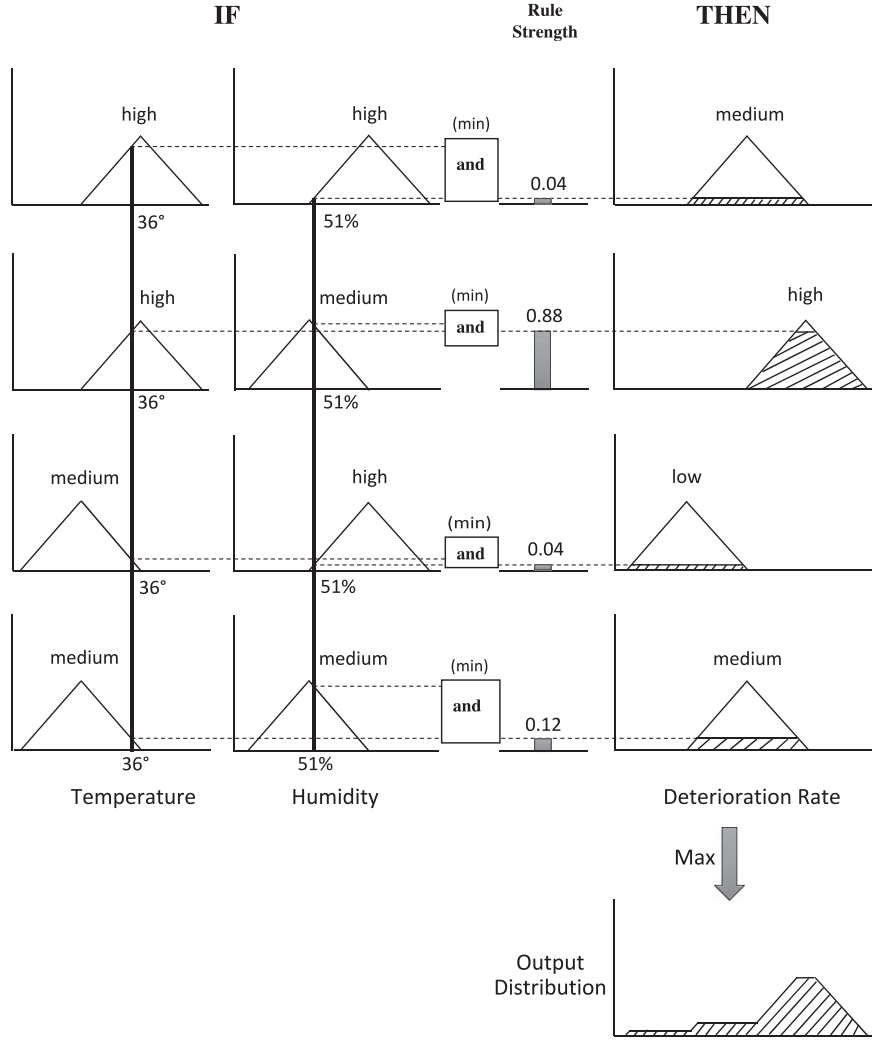 IF
Rule
Strength
THEN
high
high
(min)
and
0.04
medium
36°
51%
high
medium
(min)
and
0.88
high
36°
51%
medium
high
(min)
and
0.04
low
36°
51%
medium
medium
(min)
and
0.12
medium
36°
51%
Temperature
Humidity
Deterioration Rate
Max
Output
Distribution